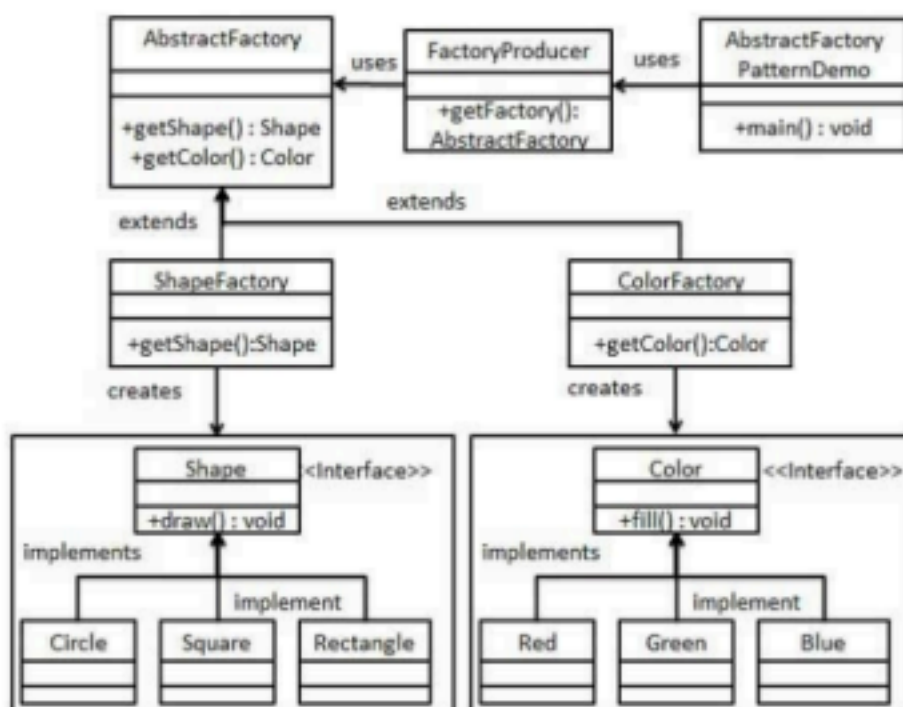 AbstractFactory
+getShape() : Shape
+getColor() : Color
uses
FactoryProducer
+getFactory():
AbstractFactory
uses
AbstractFactory
PatternDemo
+main() : void
extends
extends
ShapeFactory
+getShape():Shape
creates
ColorFactory
+getColor():Color
creates
Shape
<Interface>>
+draw() : void
implements
implement
Circle
Square
Rectangle
Color
<<Interface>>
+fill() : void
implements
implement
Red
Green
Blue